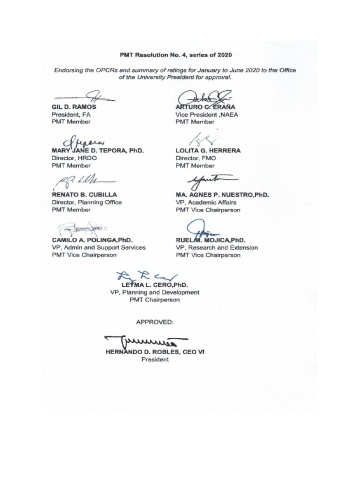 PMT Resolution No. 4, series of 2020
Endorsing the OPCRs and summary of ratings for January to June 2020 to the Office
of the University President for approval.
GIL D. RAMOS
President, FA
PMT Member
ARTURO G. ERAÑA
Vice President ,NAEA
PMT Member
MARY JANE D. TEPORA, PhD.
Director, HRDO
PMT Member
LOLITA G. HERRERA
Director, FMO
PMT Member
RENATO B. CUBILLA
Director, Planning Office
PMT Member
MA. AGNES P. NUESTRO,PhD.
VP, Academic Affairs
PMT Vice Chairperson
CAMILO A. POLINGA,PhD.
VP, Admin and Support Services
PMT Vice Chairperson
RUEL M. MOJICA,PhD.
VP, Research and Extension
PMT Vice Chairperson
LETMA L. CERO,PhD.
VP, Planning and Development
PMT Chairperson
APPROVED:
HERNANDO D. ROBLES, CEO VI
President